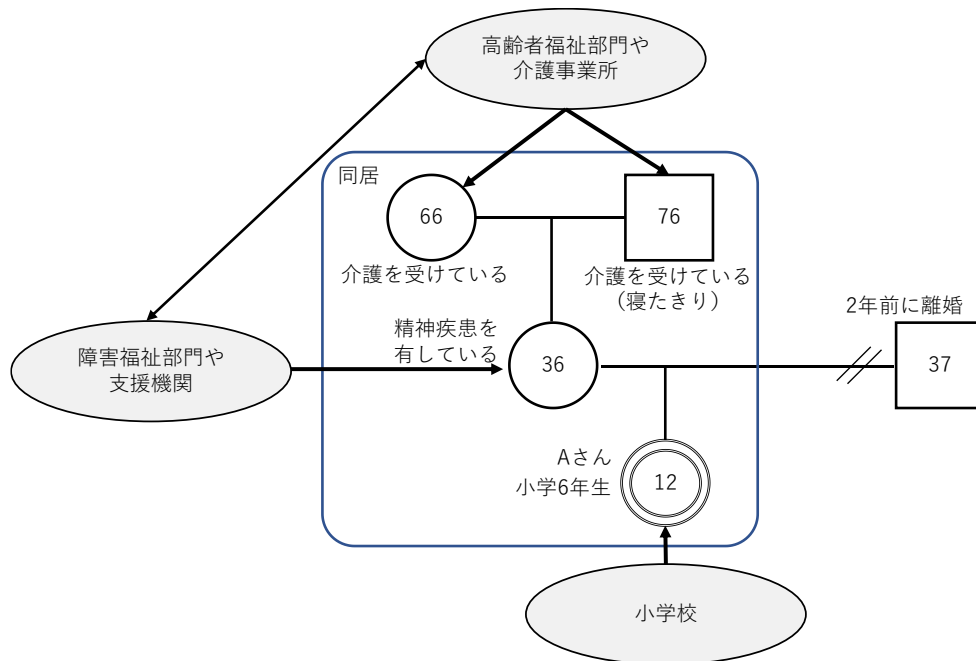 高齢者福祉部門や
介護事業所
同居
66
76
介護を受けている
介護を受けている
（寝たきり）
2年前に離婚
精神疾患を
有している
障害福祉部門や
支援機関
36
37
Aさん
小学6年生
12
小学校